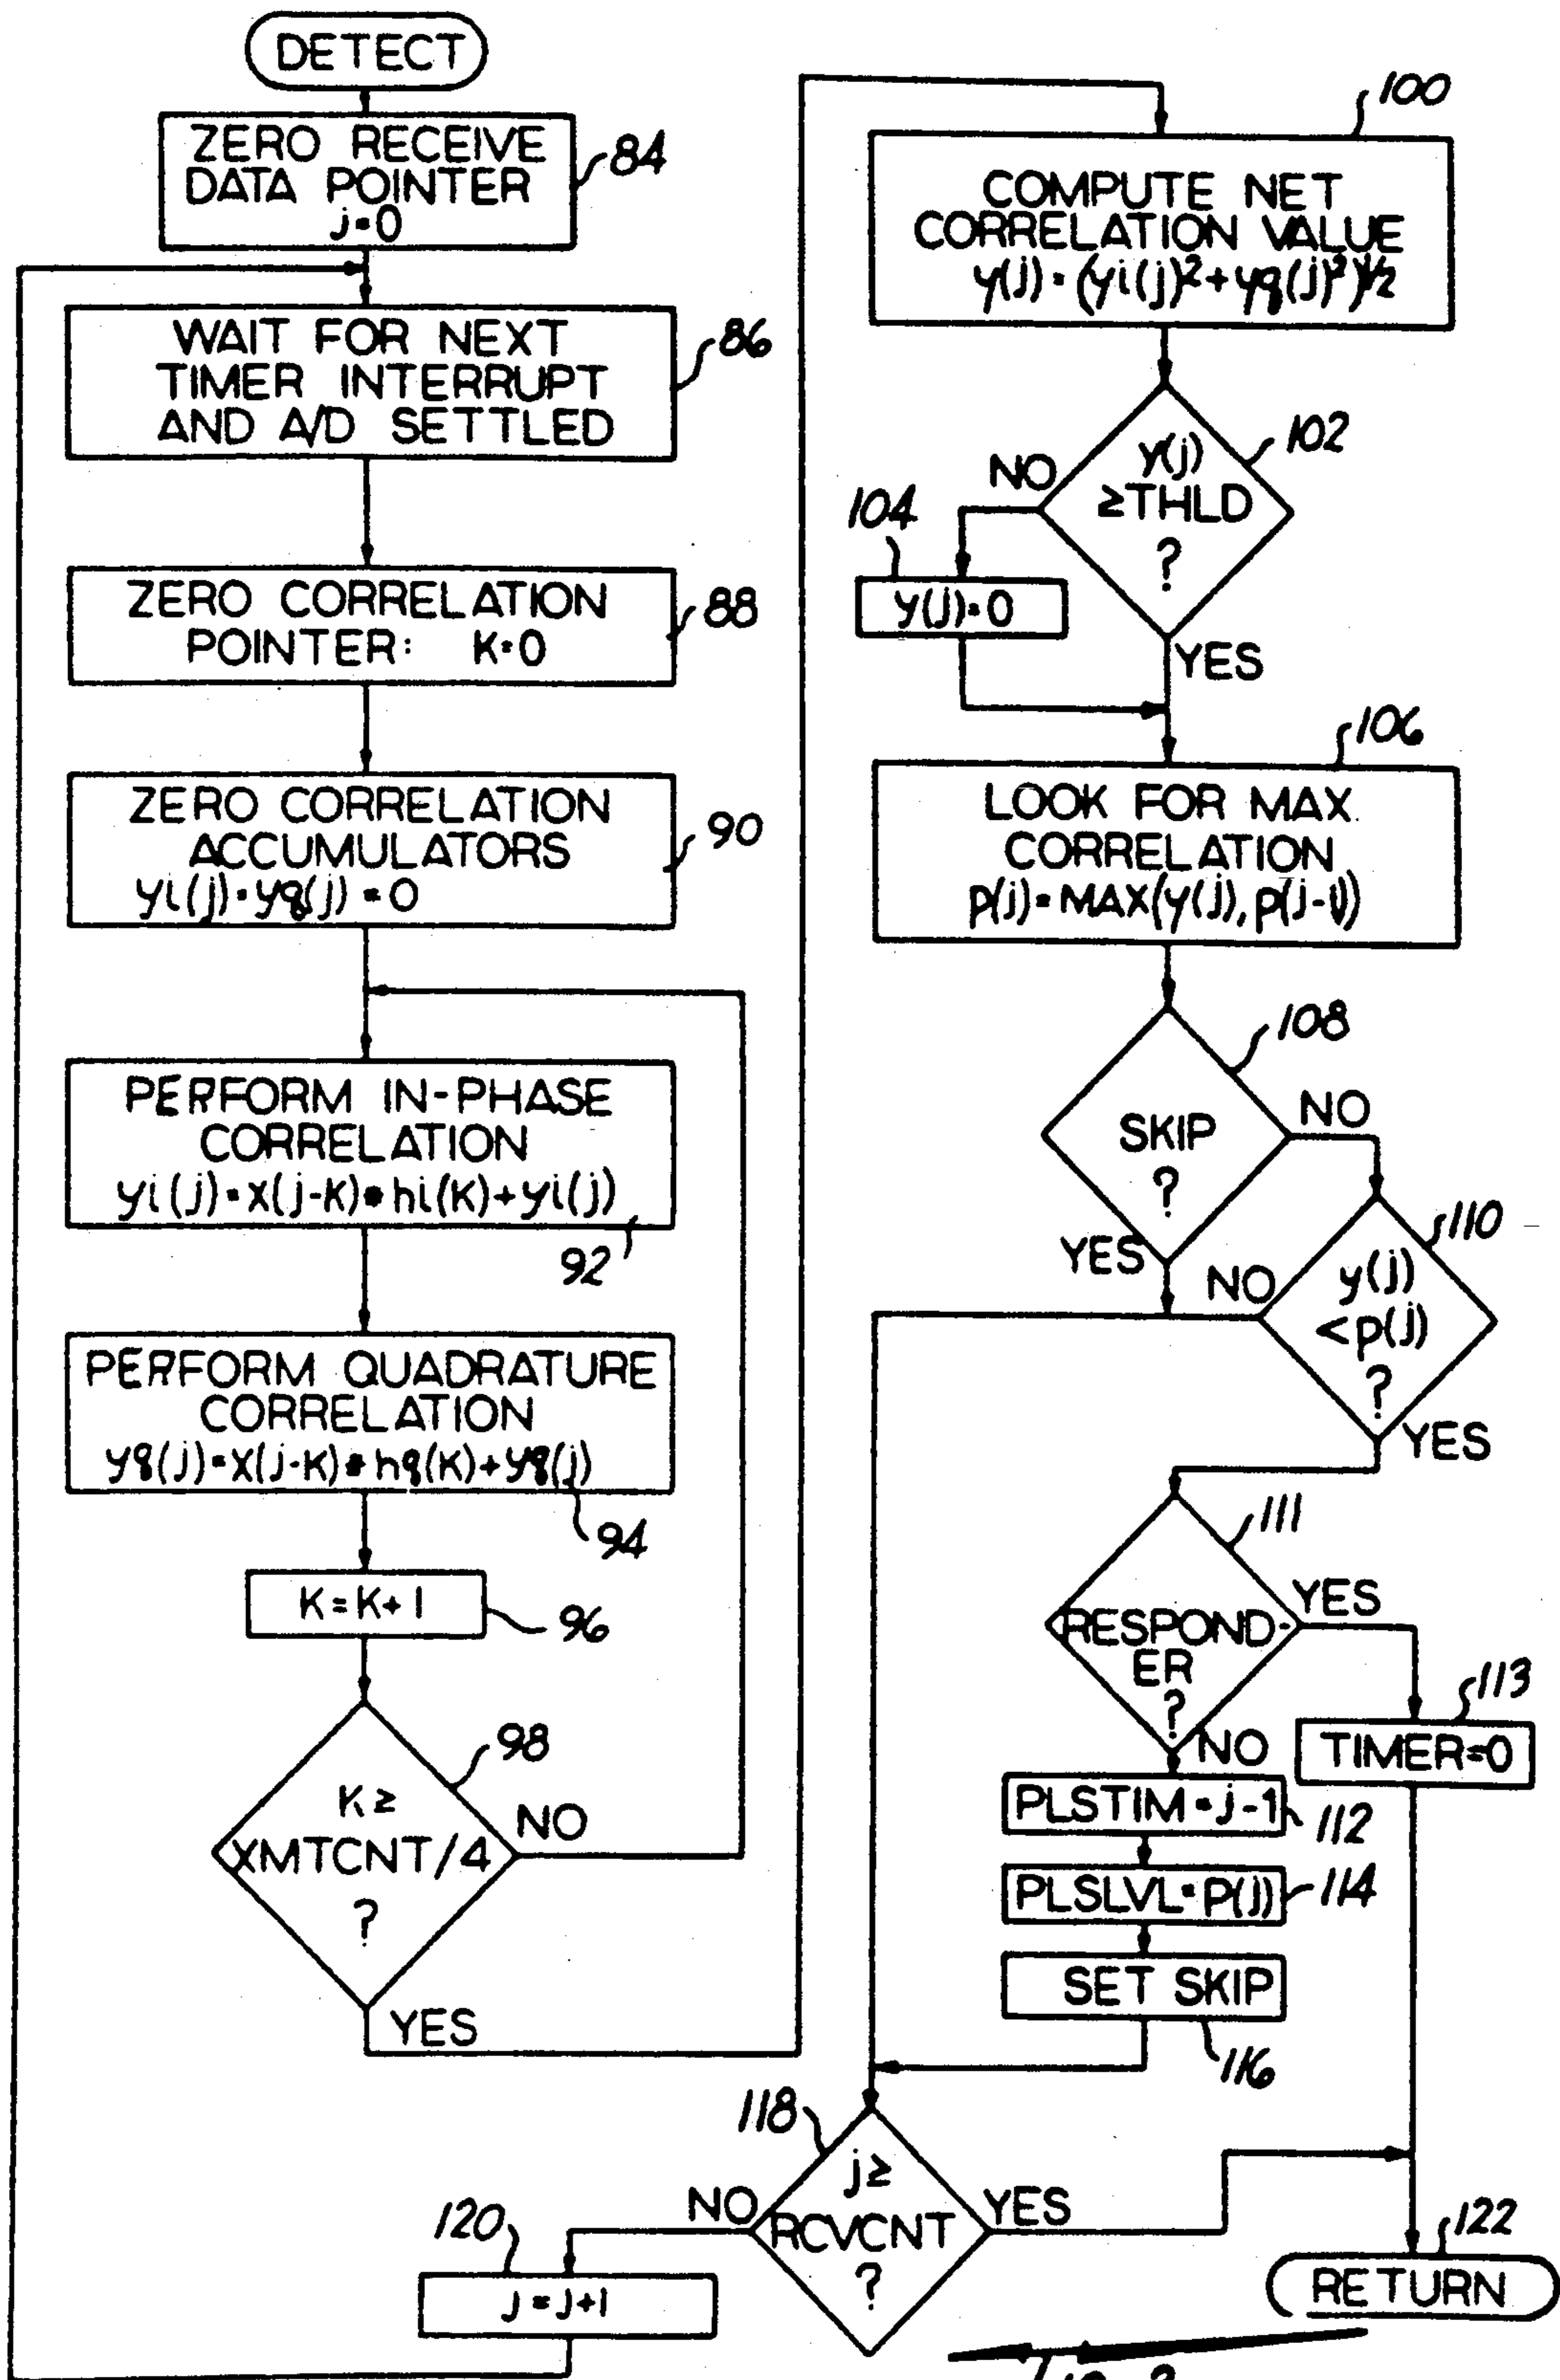 DETECT
ZERO RECEIVE
DATA POINTER
j=0
84
WAIT FOR NEXT
TIMER INTERRUPT
AND A/D SETTLED
86
ZERO CORRELATION
POINTER: K=0
88
ZERO CORRELATION
ACCUMULATORS
yi(j)=yq(j)=0
90
PERFORM IN-PHASE
CORRELATION
yi(j)=x(j-K)*hi(K)+yi(j)
92
PERFORM QUADRATURE
CORRELATION
yq(j)=x(j-K)*hq(K)+yq(j)
94
K=K+1
96
K≥
XMTCNT/4
?
98
NO
YES
100
COMPUTE NET
CORRELATION VALUE
y(j)=(yi(j)²+yq(j)²)½
102
y(j)
≥THLD
?
NO
YES
104
y(j)=0
106
LOOK FOR MAX.
CORRELATION
p(j)=MAX(y(j),p(j-1))
108
SKIP
?
NO
YES
110
y(j)
<p(j)
?
NO
YES
111
RESPOND-
ER
?
YES
NO
113
TIMER=0
PLSTIM=j-1
112
PLSLVL=p(j)
114
SET SKIP
116
118
j≥
RCVCNT
?
NO
YES
120
j=j+1
122
RETURN